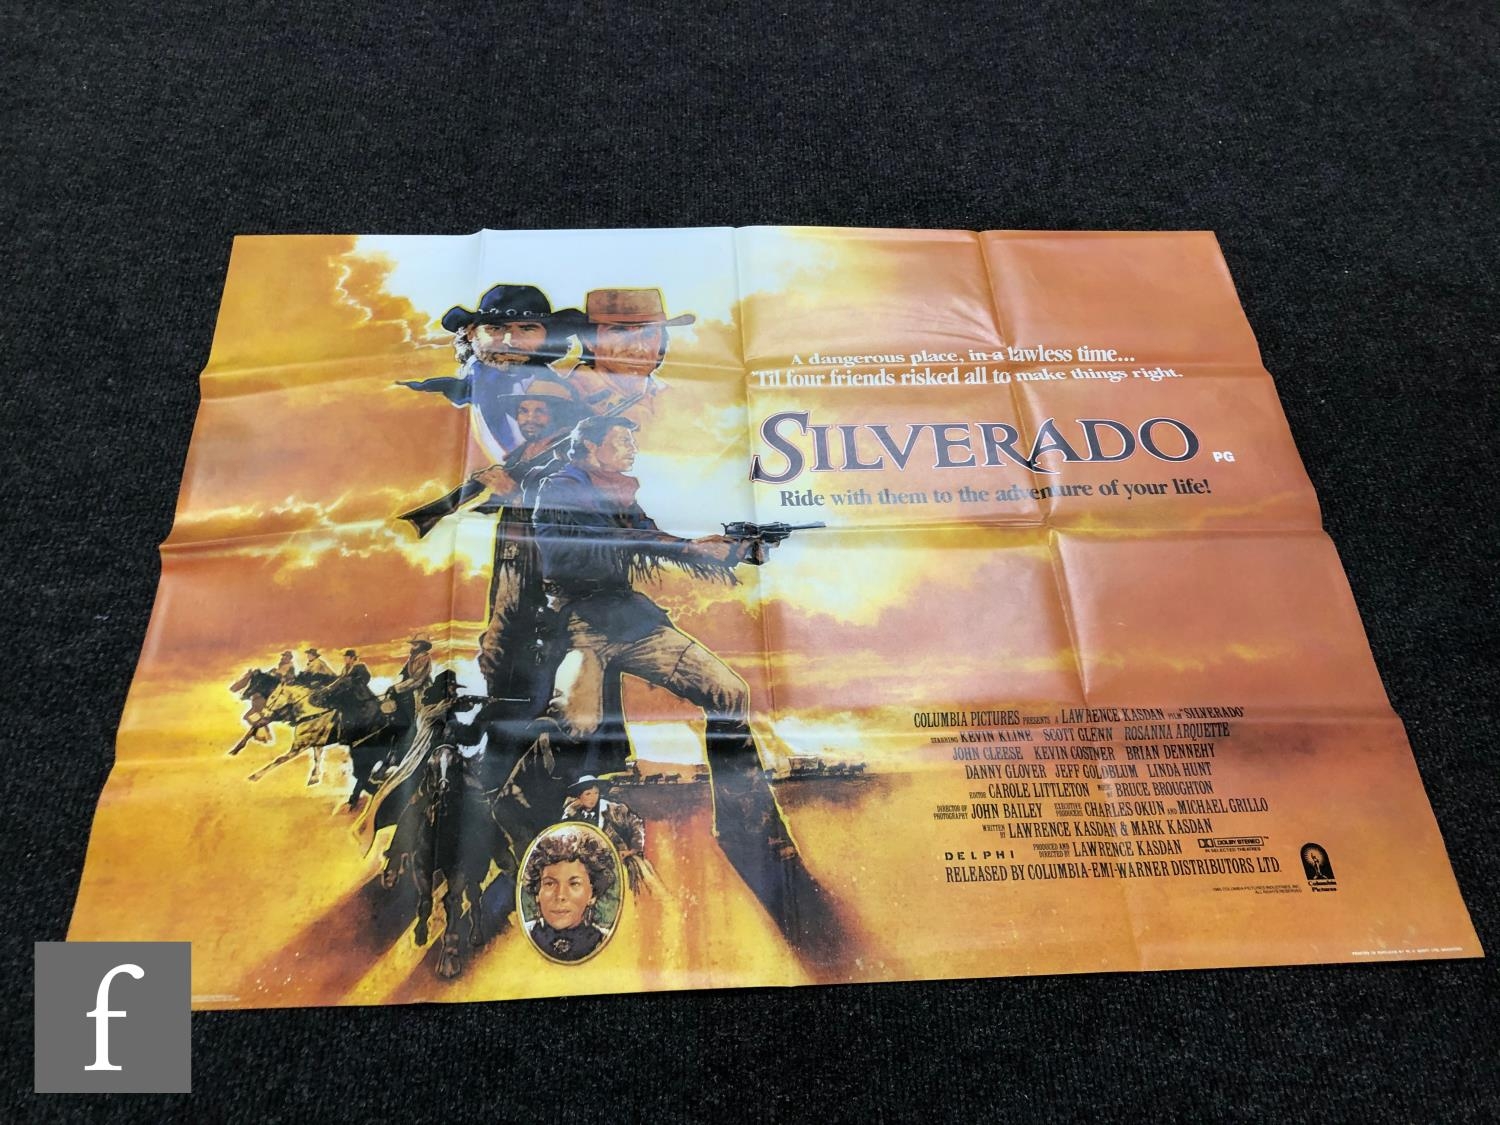 A dangerous place, in a lawless time...
'Til four friends risked all to make things right.
SILVERADO PG
Ride with them to the adventure of your life!
COLUMBIA PICTURES PRESENTS A LAWRENCE KASDAN FILM "SILVERADO"
STARRING KEVIN KLINE SCOTT GLENN ROSANNA ARQUETTE
JOHN CLEESE KEVIN COSTNER BRIAN DENNEHY
DANNY GLOVER JEFF GOLDBLUM LINDA HUNT
EDITOR CAROLE LITTLETON MUSIC BY BRUCE BROUGHTON
DIRECTOR OF PHOTOGRAPHY JOHN BAILEY EXECUTIVE PRODUCERS CHARLES OKUN AND MICHAEL GRILLO
WRITTEN BY LAWRENCE KASDAN & MARK KASDAN
DELPHI PRODUCED AND DIRECTED BY LAWRENCE KASDAN DOLBY STEREO IN SELECTED THEATRES
RELEASED BY COLUMBIA-EMI-WARNER DISTRIBUTORS LTD.
Columbia Pictures
f